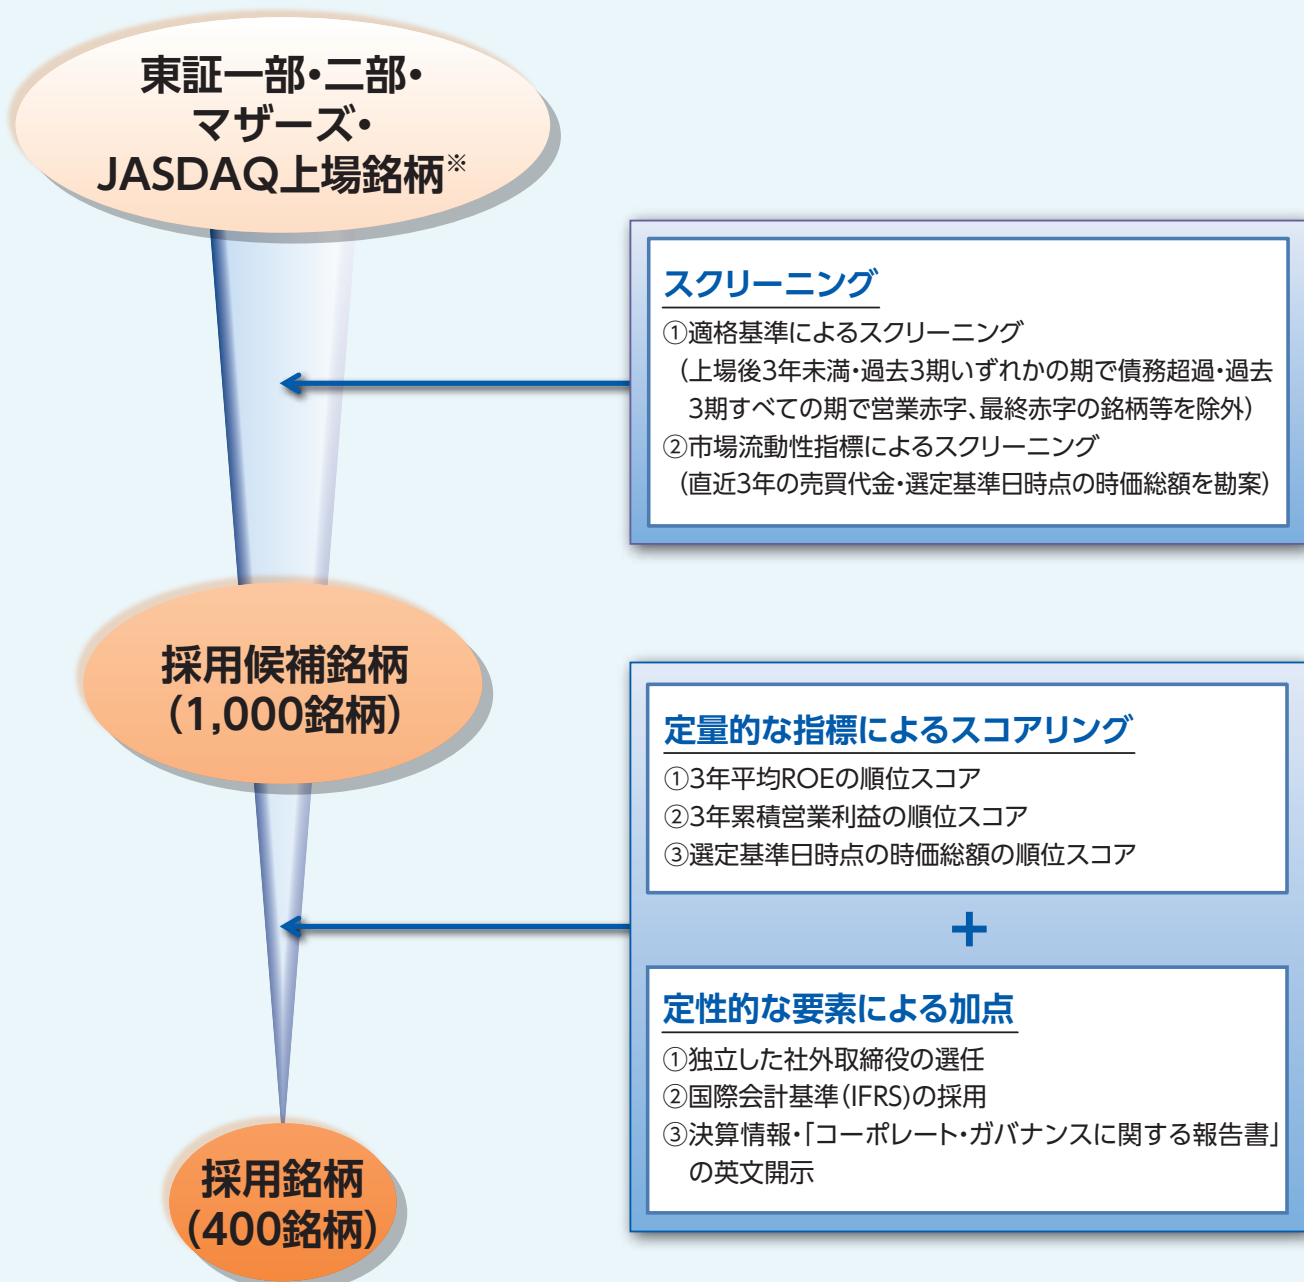 東証一部・二部・
マザーズ・
JASDAQ上場銘柄※
スクリーニング
①適格基準によるスクリーニング
（上場後3年未満・過去3期いずれかの期で債務超過・過去
3期すべての期で営業赤字、最終赤字の銘柄等を除外）
②市場流動性指標によるスクリーニング
（直近3年の売買代金・選定基準日時点の時価総額を勘案）
採用候補銘柄
（1,000銘柄）
定量的な指標によるスコアリング
①3年平均ROEの順位スコア
②3年累積営業利益の順位スコア
③選定基準日時点の時価総額の順位スコア
+
定性的な要素による加点
①独立した社外取締役の選任
②国際会計基準（IFRS)の採用
③決算情報・「コーポレート・ガバナンスに関する報告書」
の英文開示
採用銘柄
（400銘柄）